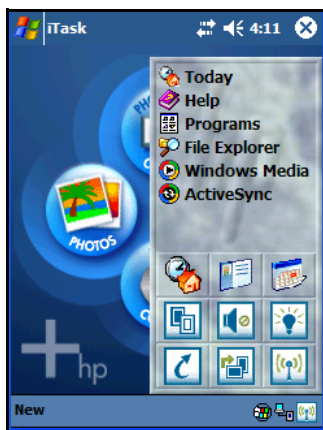 iTask 4:11
Today
Help
Programs
File Explorer
Windows Media
ActiveSync
PHOTOS
hp
New